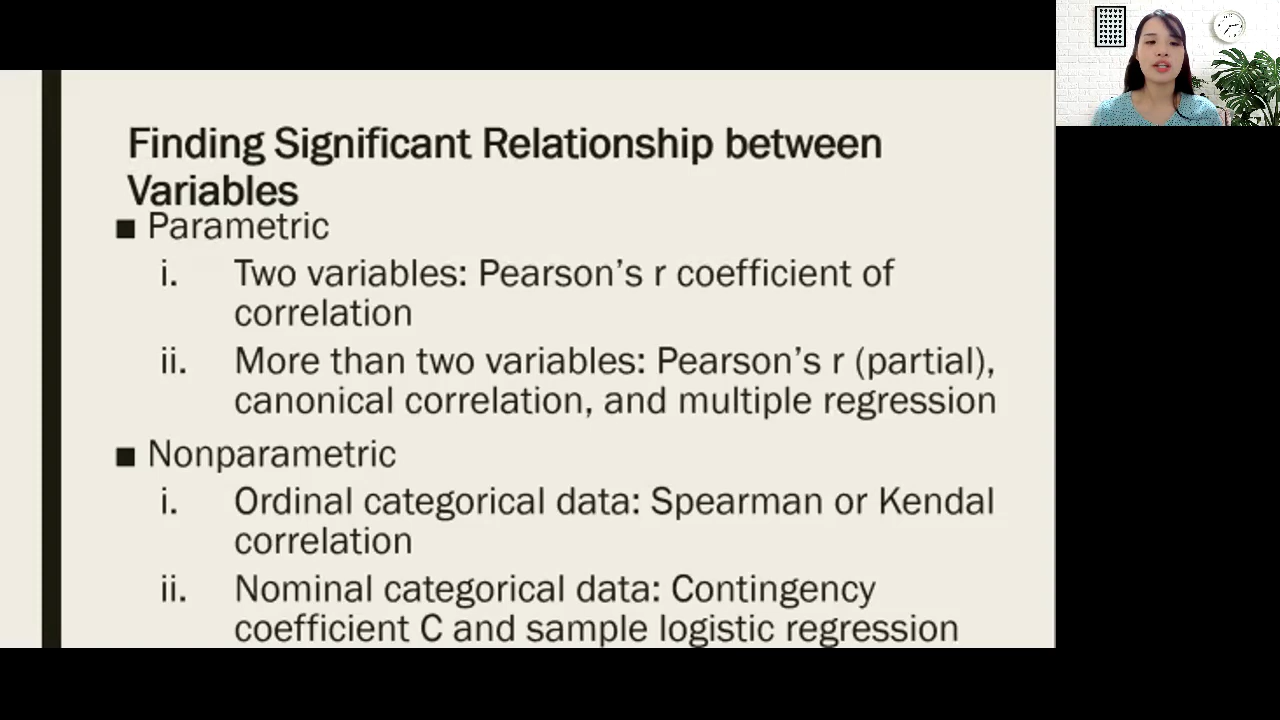 Finding Significant Relationship between
Variables
■ Parametric
i. Two variables: Pearson’s r coefficient of
correlation
ii. More than two variables: Pearson’s r (partial),
canonical correlation, and multiple regression
■ Nonparametric
i. Ordinal categorical data: Spearman or Kendal
correlation
ii. Nominal categorical data: Contingency
coefficient C and sample logistic regression